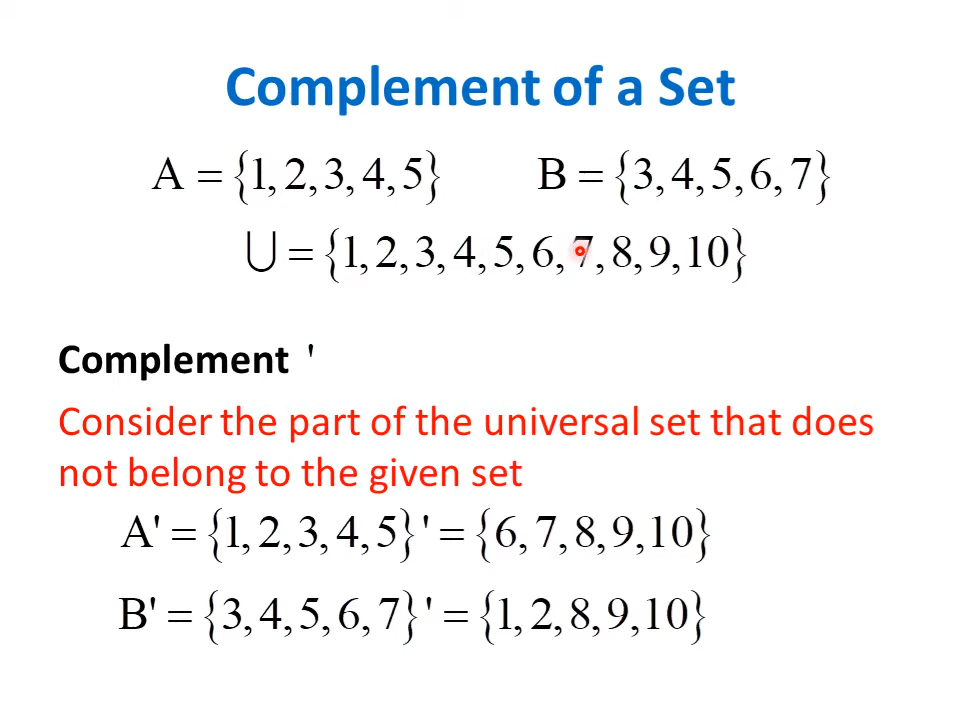 Complement of a Set
A = {1, 2, 3, 4, 5} B = {3, 4, 5, 6, 7}
U = {1, 2, 3, 4, 5, 6, 7, 8, 9, 10}
Complement '
Consider the part of the universal set that does
not belong to the given set
A' = {1, 2, 3, 4, 5}' = {6, 7, 8, 9, 10}
B' = {3, 4, 5, 6, 7}' = {1, 2, 8, 9, 10}